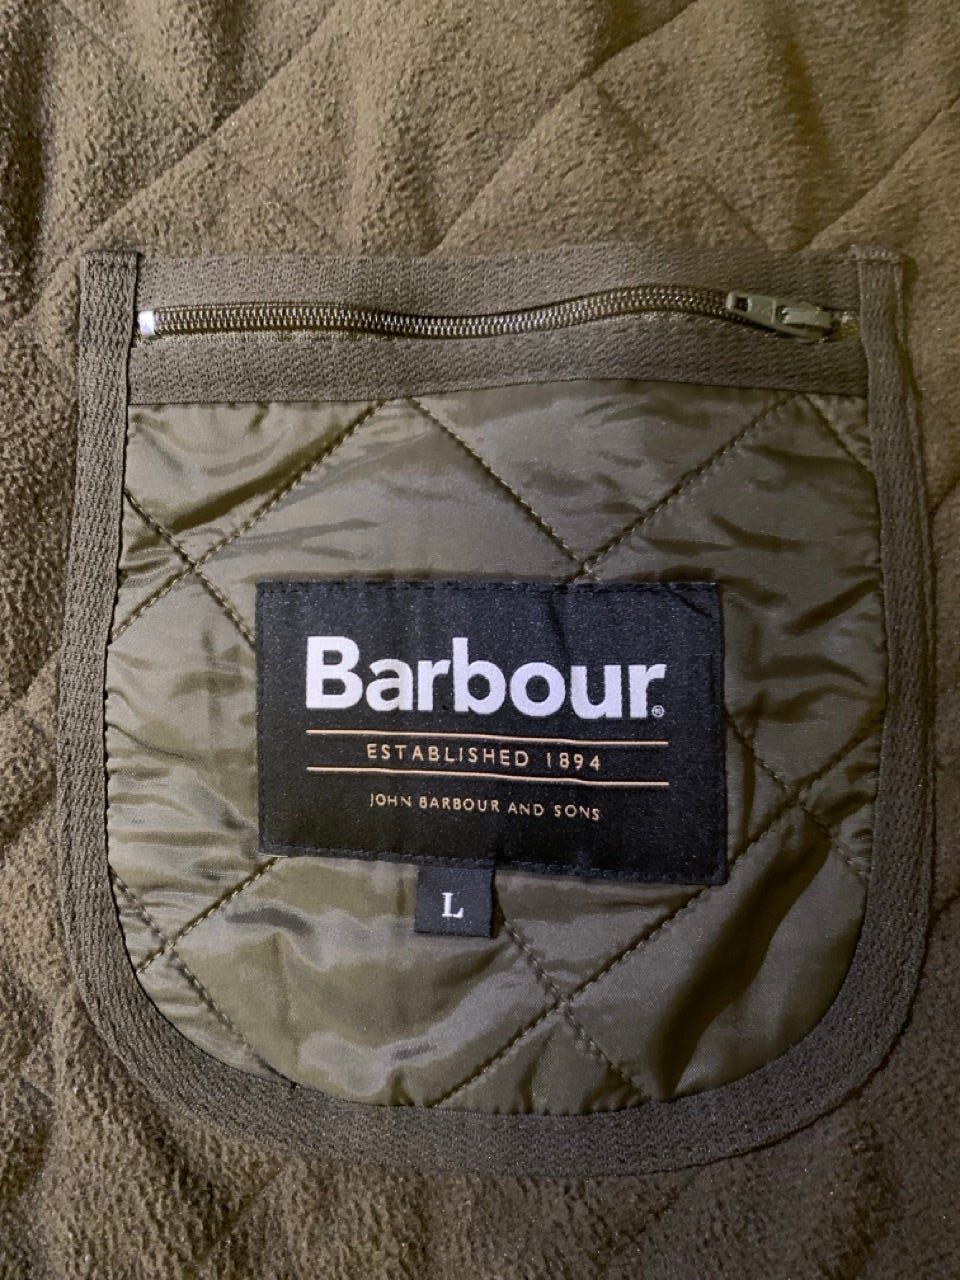 Barbour®
ESTABLISHED 1894
JOHN BARBOUR AND SONS
L